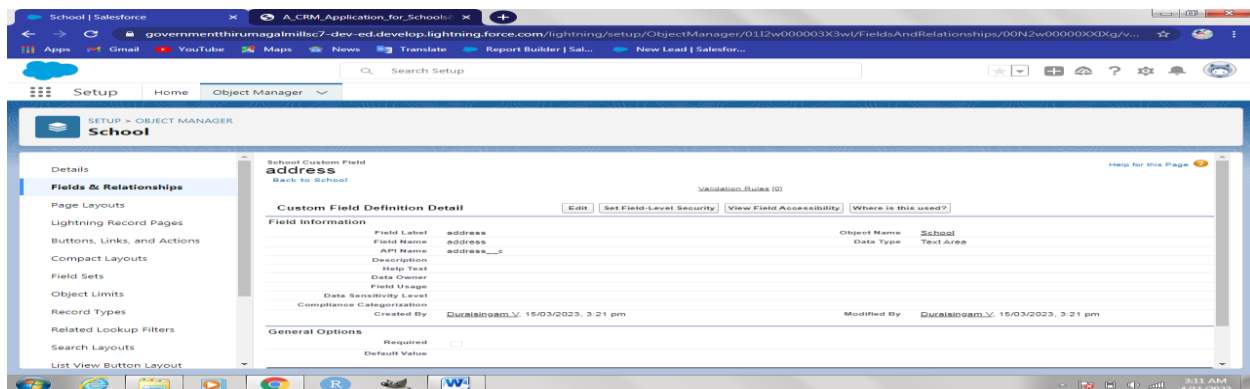 School | Salesforce × A_CRM_Application_for_Schools/ × +
governmentthirumagalmillsc7-dev-ed.develop.lightning.force.com/lightning/setup/ObjectManager/01I2w000003X3wl/FieldsAndRelationships/00N2w00000XXIXg/v...
Apps Gmail YouTube Maps News Translate Report Builder | Sal... New Lead | Salesfor...
Search Setup
Setup Home Object Manager
SETUP > OBJECT MANAGER
School
Details
Fields & Relationships
Page Layouts
Lightning Record Pages
Buttons, Links, and Actions
Compact Layouts
Field Sets
Object Limits
Record Types
Related Lookup Filters
Search Layouts
List View Button Layout
School Custom Field
address
Back to School
Help for this Page
Validation Rules [0]
Custom Field Definition Detail Edit Set Field-Level Security View Field Accessibility Where is this used?
Field Information
Field Label address Object Name School
Field Name address Data Type Text Area
API Name address__c
Description
Help Text
Data Owner
Field Usage
Data Sensitivity Level
Compliance Categorization
Created By Duraisingam V, 15/03/2023, 3:21 pm Modified By Duraisingam V, 15/03/2023, 3:21 pm
General Options
Required
Default Value
3:11 AM